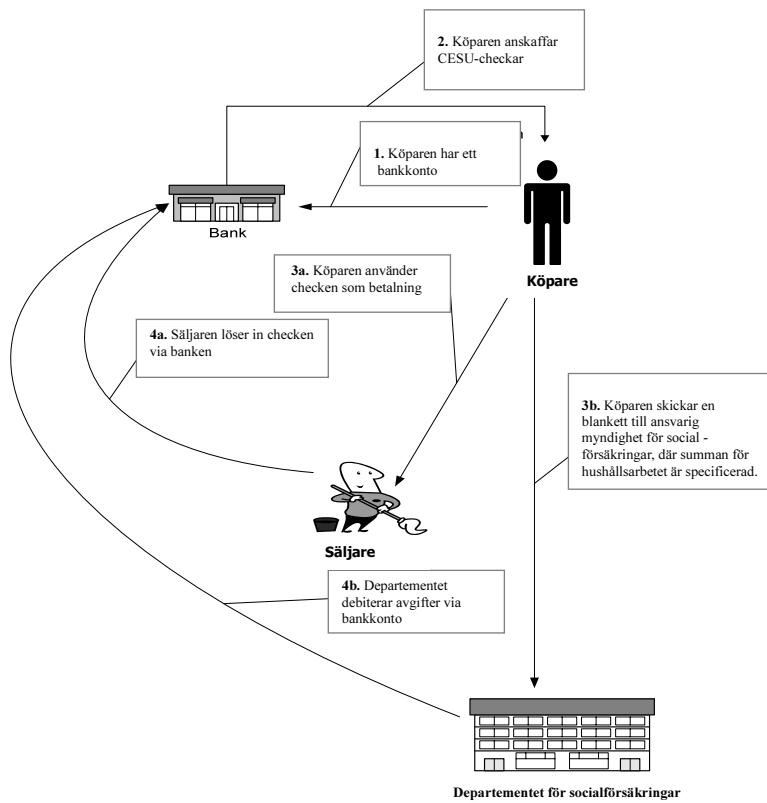 2. Köparen anskaffar
CESU-checkar
1. Köparen har ett
bankkonto
Bank
3a. Köparen använder
checken som betalning
Köpare
4a. Säljaren löser in checken
via banken
3b. Köparen skickar en
blankett till ansvarig
myndighet för social -
försäkringar, där summan för
hushållsarbetet är specificerad.
Säljare
4b. Departementet
debiterar avgifter via
bankkonto
Departementet för socialförsäkringar